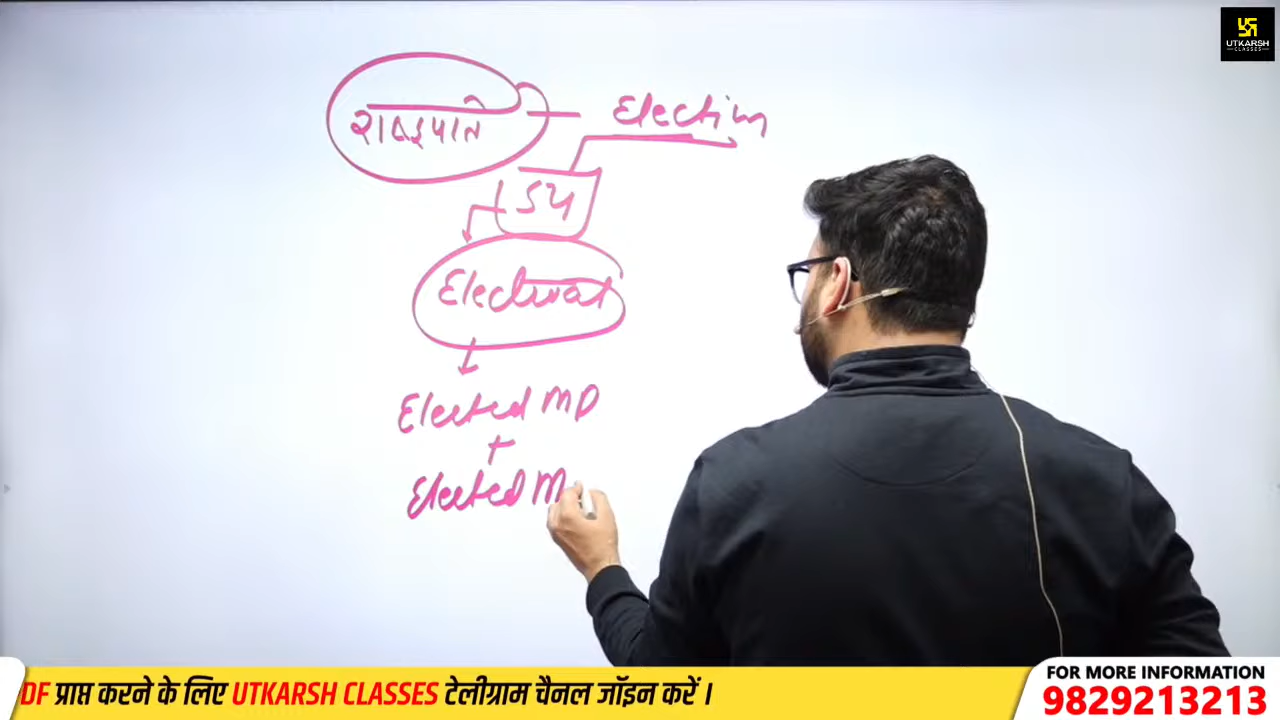 UTKARSH
CLASSES
राष्ट्रपति — Election
54
Electoral
Elected MP
+
Elected M
DF प्राप्त करने के लिए UTKARSH CLASSES टेलीग्राम चैनल जॉइन करें ।
FOR MORE INFORMATION
9829213213